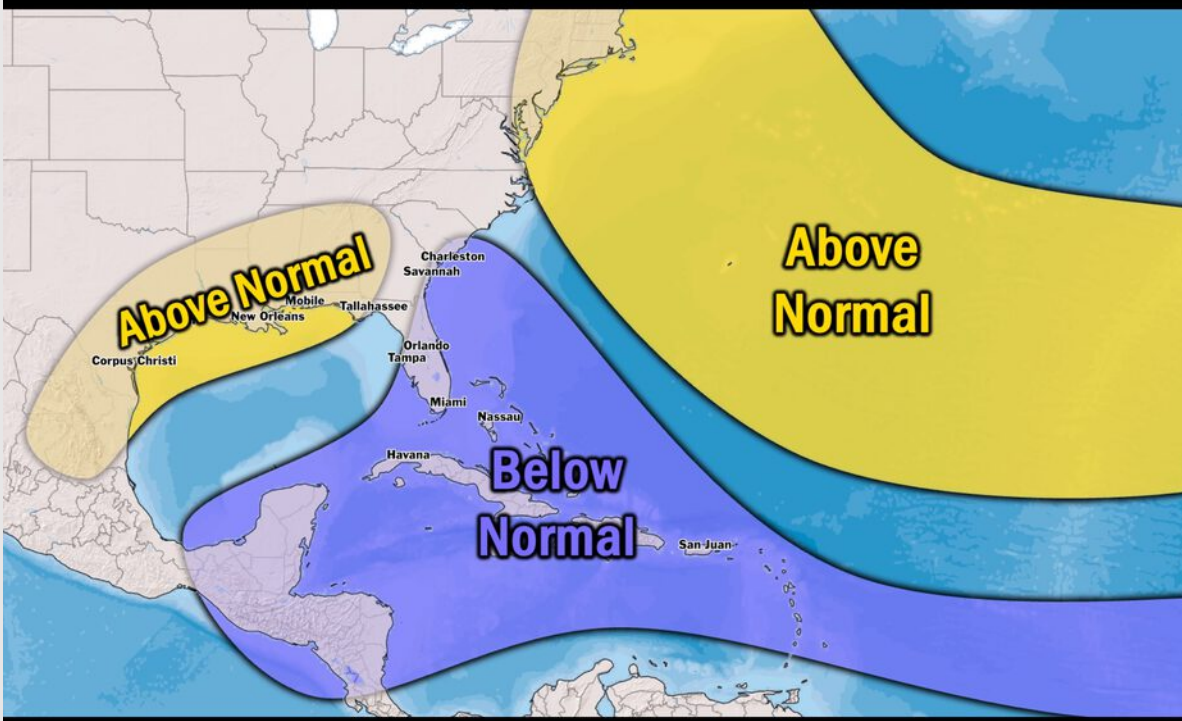 Above
Normal
Charleston
Savannah
Above Normal
Mobile
Tallahassee
New Orleans
Orlando
Corpus Christi
Tampa
Miami
Nassau
Havana
Below
Normal
San Juan